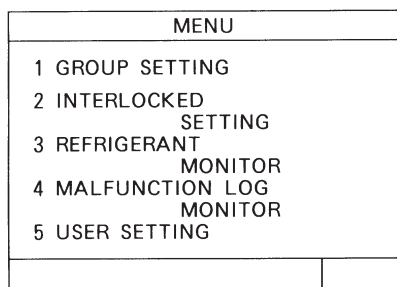 MENU
1 GROUP SETTING
2 INTERLOCKED
SETTING
3 REFRIGERANT
MONITOR
4 MALFUNCTION LOG
MONITOR
5 USER SETTING